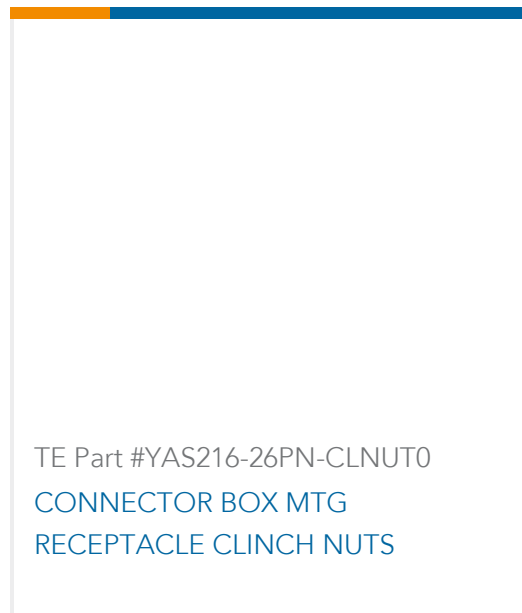 TE Part #YAS216-26PN-CLNUT0
CONNECTOR BOX MTG
RECEPTACLE CLINCH NUTS